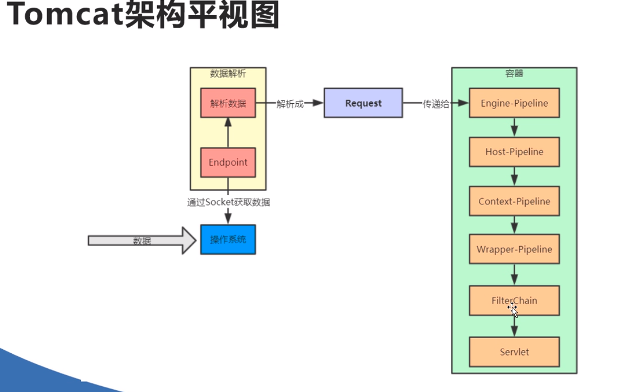 Tomcat架构平视图
数据解析
解析数据
解析成
Request
传递给
容器
Engine-Pipeline
Host-Pipeline
Endpoint
Context-Pipeline
通过Socket获取数据
数据
操作系统
Wrapper-Pipeline
FilterChain
Servlet